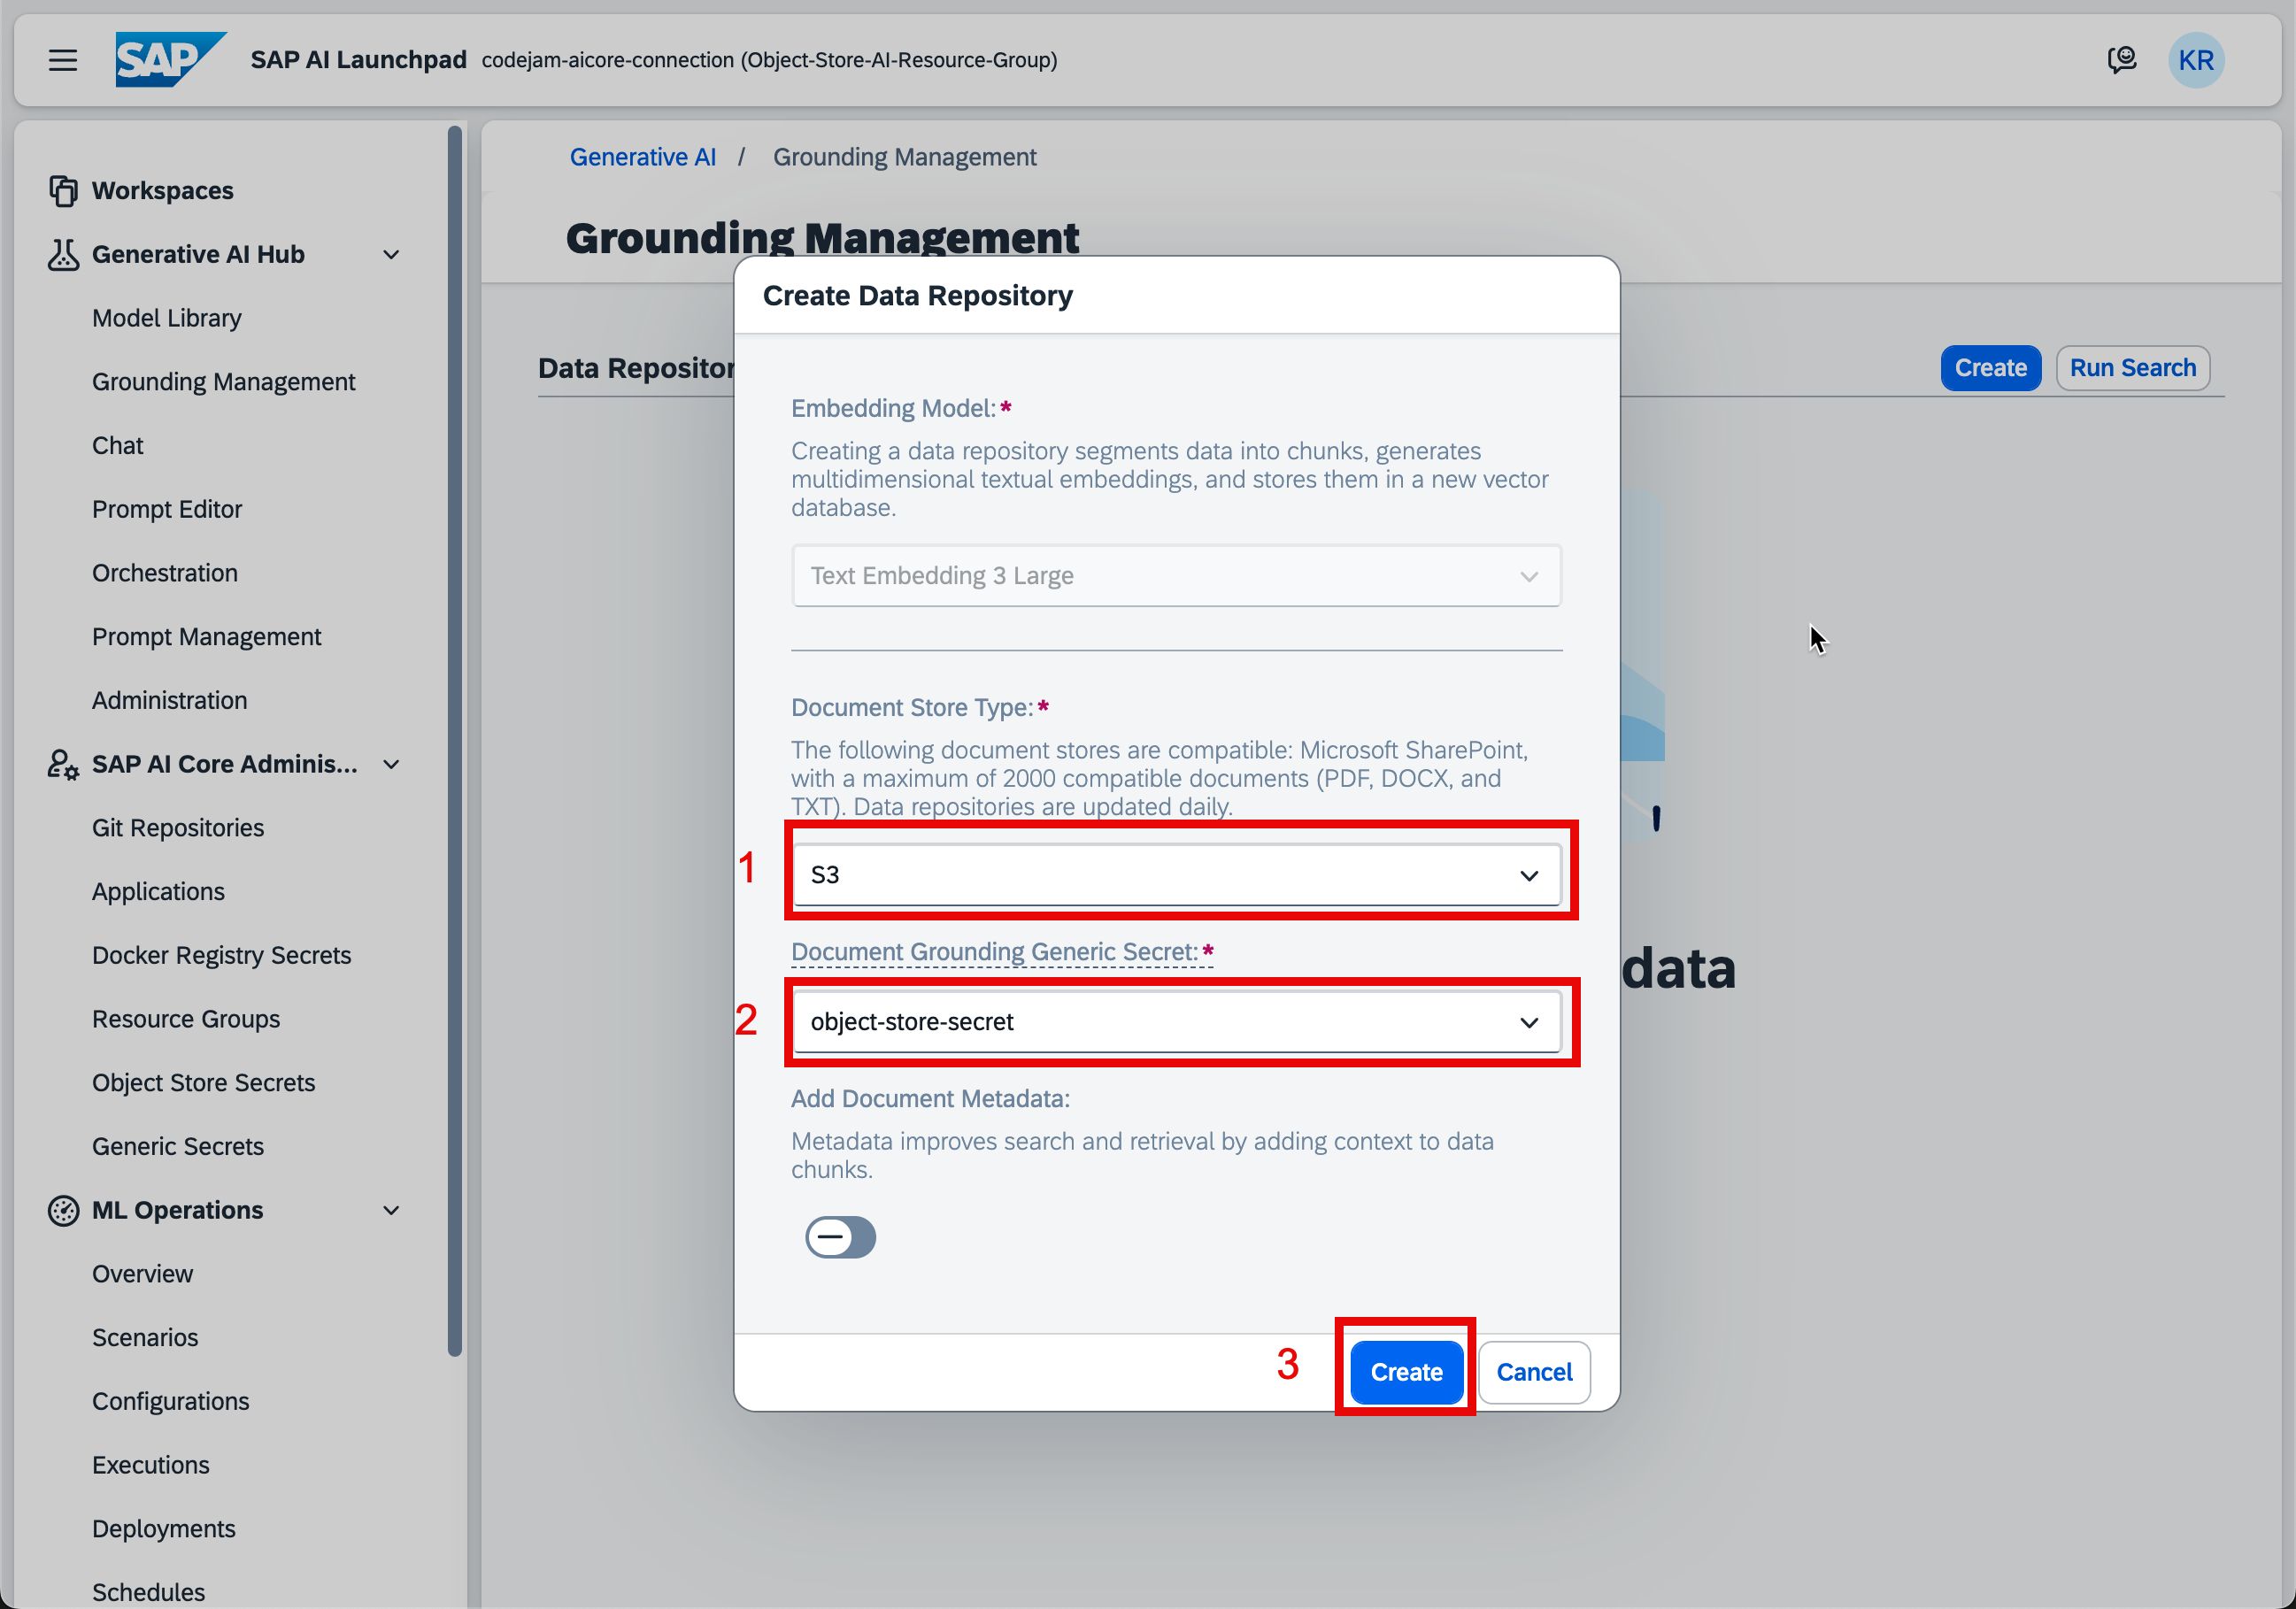 SAP
SAP AI Launchpad codejam-aicore-connection (Object-Store-AI-Resource-Group)
KR
Workspaces
Generative AI Hub
Model Library
Grounding Management
Chat
Prompt Editor
Orchestration
Prompt Management
Administration
SAP AI Core Adminis...
Git Repositories
Applications
Docker Registry Secrets
Resource Groups
Object Store Secrets
Generic Secrets
ML Operations
Overview
Scenarios
Configurations
Executions
Deployments
Schedules
Generative AI / Grounding Management
Grounding Management
Data Repositor
Create
Run Search
data
Create Data Repository
Embedding Model:*
Creating a data repository segments data into chunks, generates
multidimensional textual embeddings, and stores them in a new vector
database.
Text Embedding 3 Large
Document Store Type:*
The following document stores are compatible: Microsoft SharePoint,
with a maximum of 2000 compatible documents (PDF, DOCX, and
TXT). Data repositories are updated daily.
1
S3
Document Grounding Generic Secret:*
2
object-store-secret
Add Document Metadata:
Metadata improves search and retrieval by adding context to data
chunks.
3
Create
Cancel